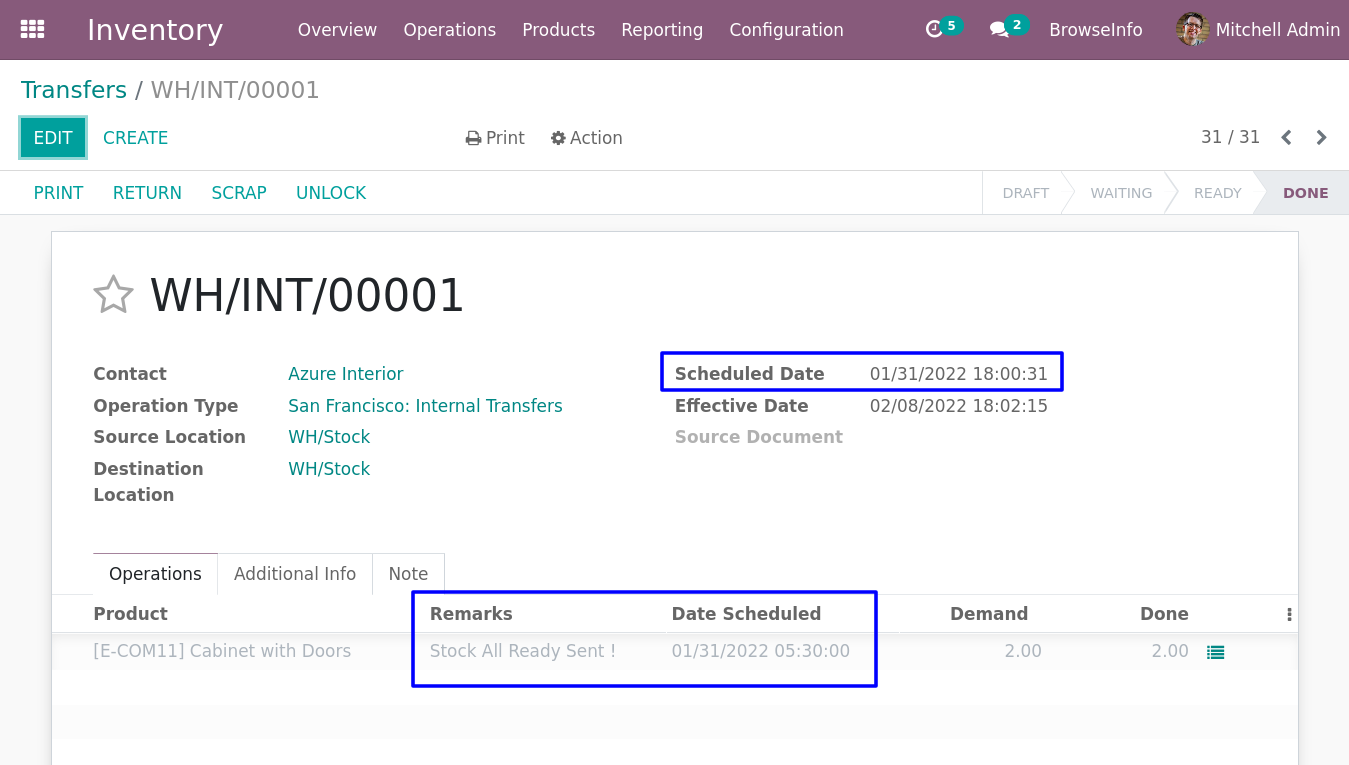 Inventory Overview Operations Products Reporting Configuration 5 2 BrowseInfo Mitchell Admin
Transfers / WH/INT/00001
EDIT CREATE Print Action 31 / 31
PRINT RETURN SCRAP UNLOCK DRAFT WAITING READY DONE
WH/INT/00001
Contact Azure Interior Scheduled Date 01/31/2022 18:00:31
Operation Type San Francisco: Internal Transfers Effective Date 02/08/2022 18:02:15
Source Location WH/Stock Source Document
Destination WH/Stock
Location
Operations Additional Info Note
Product Remarks Date Scheduled Demand Done
[E-COM11] Cabinet with Doors Stock All Ready Sent ! 01/31/2022 05:30:00 2.00 2.00